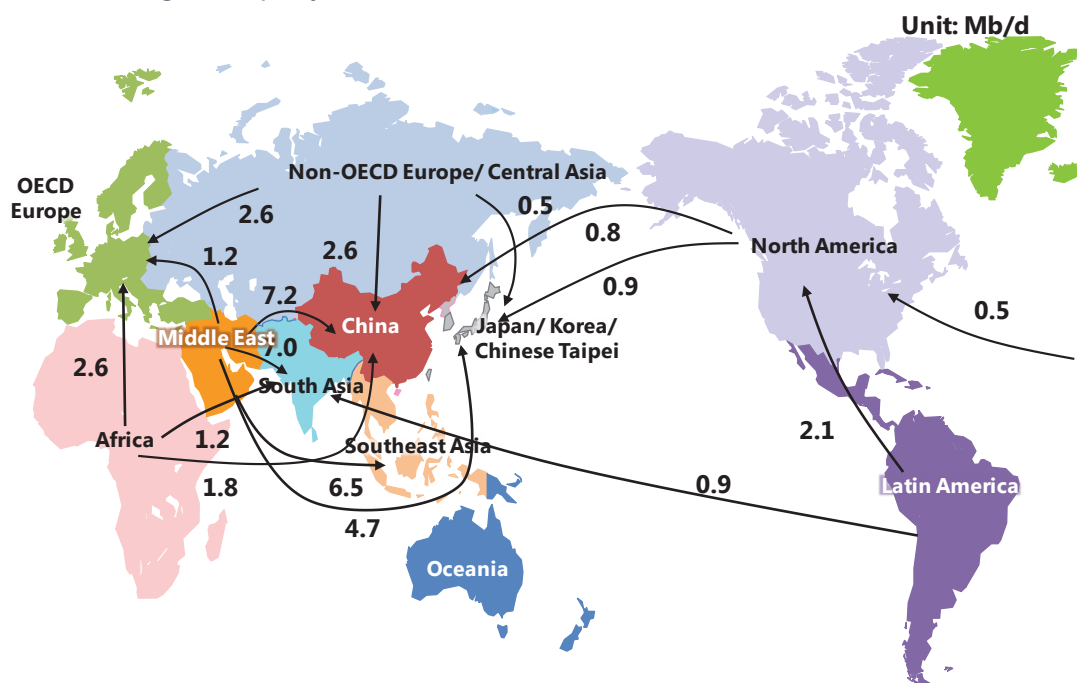 Unit: Mb/d
Non-OECD Europe/ Central Asia
OECD
Europe
2.6
0.5
0.8
North America
1.2
2.6
0.9
7.2
0.5
China
Japan/ Korea/
Chinese Taipei
Middle East
7.0
2.6
South Asia
Africa
1.2
Southeast Asia
2.1
1.8
6.5
0.9
Latin America
4.7
Oceania